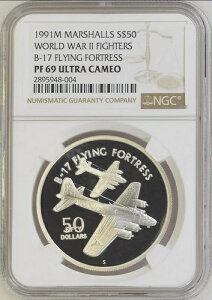 1991M MARSHALLS S$50
WORLD WAR II FIGHTERS
B-17 FLYING FORTRESS
PF 69 ULTRA CAMEO
2895948-004
NUMISMATIC GUARANTY COMPANY
NGC
B-17 FLYING FORTRESS
50
DOLLARS
S